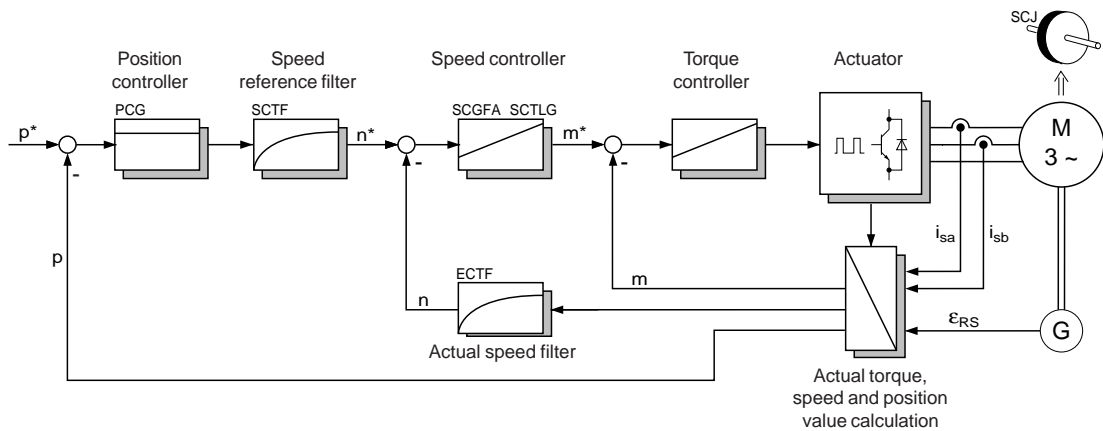 SCJ
Position
controller
Speed
reference filter
Speed controller
Torque
controller
Actuator
PCG
SCTF
SCGFA SCTLG
p*
n*
m*
M
3 ~
-
-
-
i_sa
i_sb
p
n
m
ECTF
ε_RS
G
Actual speed filter
Actual torque,
speed and position
value calculation